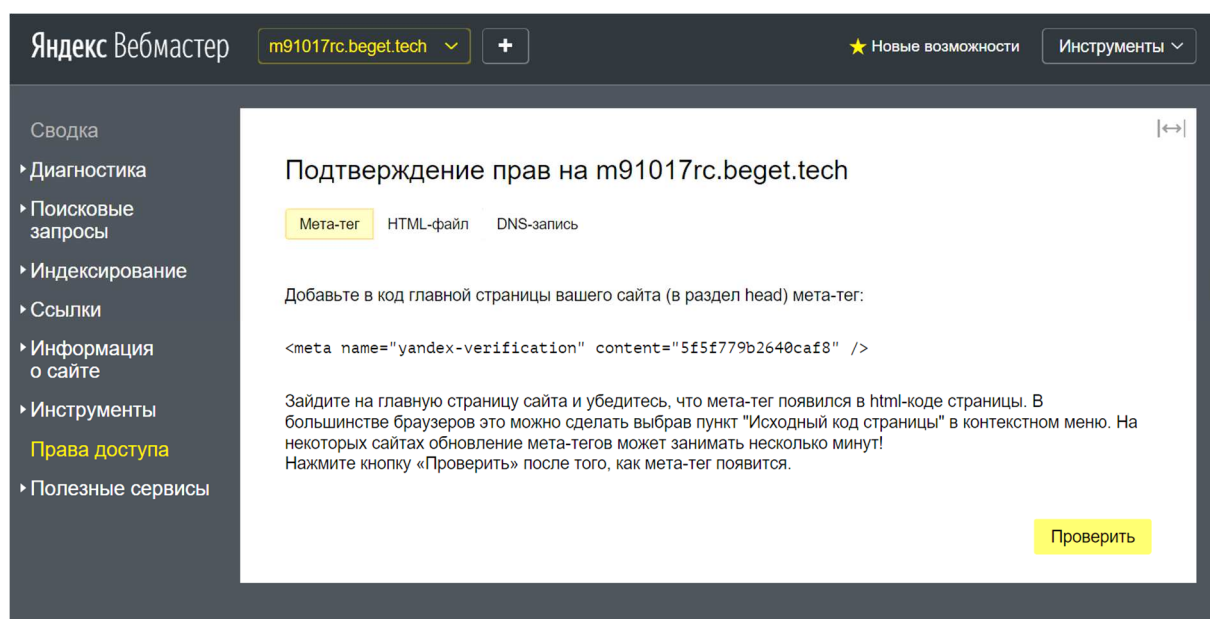 Яндекс Вебмастер
m91017rc.beget.tech
+
Новые возможности
Инструменты
Сводка
Диагностика
Поисковые
запросы
Индексирование
Ссылки
Информация
о сайте
Инструменты
Права доступа
Полезные сервисы
Подтверждение прав на m91017rc.beget.tech
Мета-тег HTML-файл DNS-запись
Добавьте в код главной страницы вашего сайта (в раздел head) мета-тег:
<meta name="yandex-verification" content="5f5f779b2640caf8" />
Зайдите на главную страницу сайта и убедитесь, что мета-тег появился в html-коде страницы. В
большинстве браузеров это можно сделать выбрав пункт "Исходный код страницы" в контекстном меню. На
некоторых сайтах обновление мета-тегов может занимать несколько минут!
Нажмите кнопку «Проверить» после того, как мета-тег появится.
Проверить